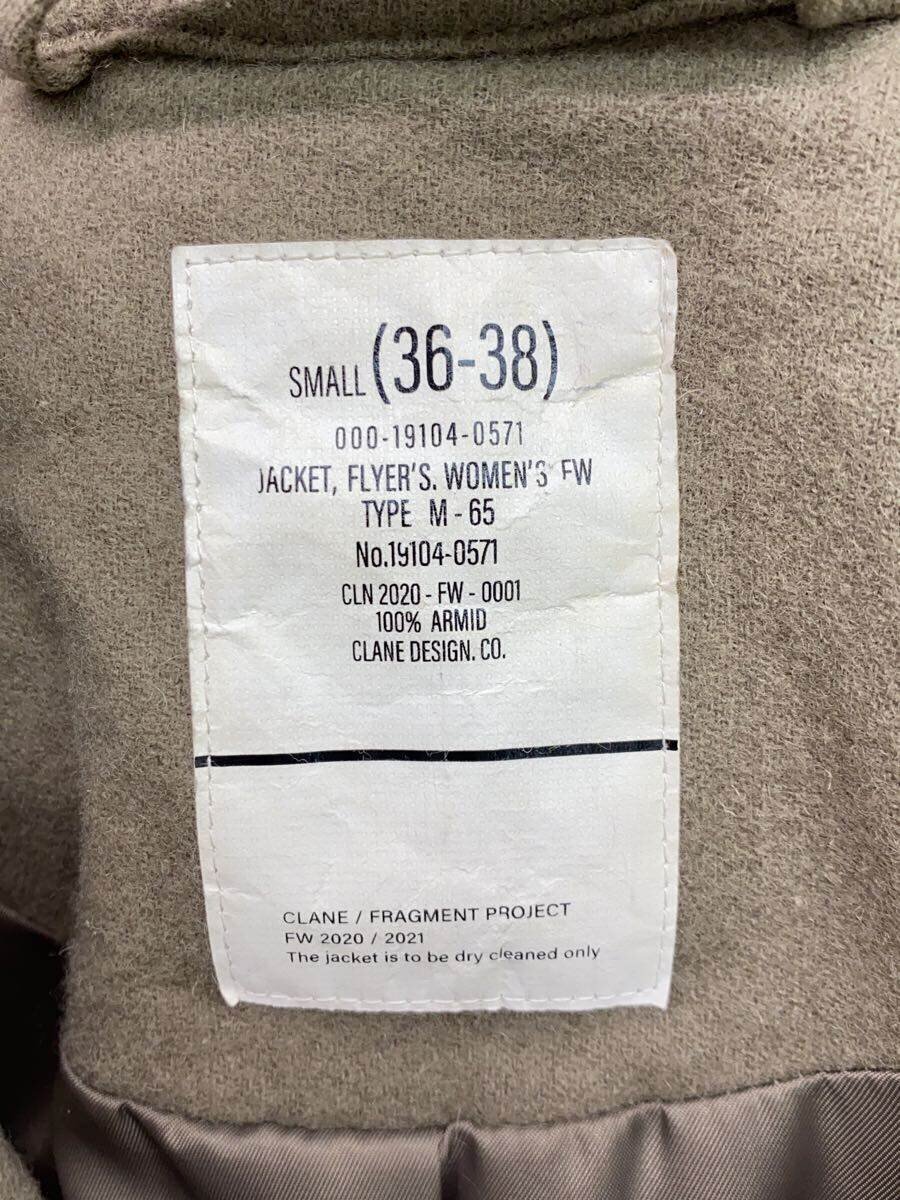 SMALL (36-38)
000-19104-0571
JACKET, FLYER'S. WOMEN'S FW
TYPE M-65
No.19104-0571
CLN 2020 - FW - 0001
100% ARMID
CLANE DESIGN. CO.
CLANE / FRAGMENT PROJECT
FW 2020 / 2021
The jacket is to be dry cleaned only